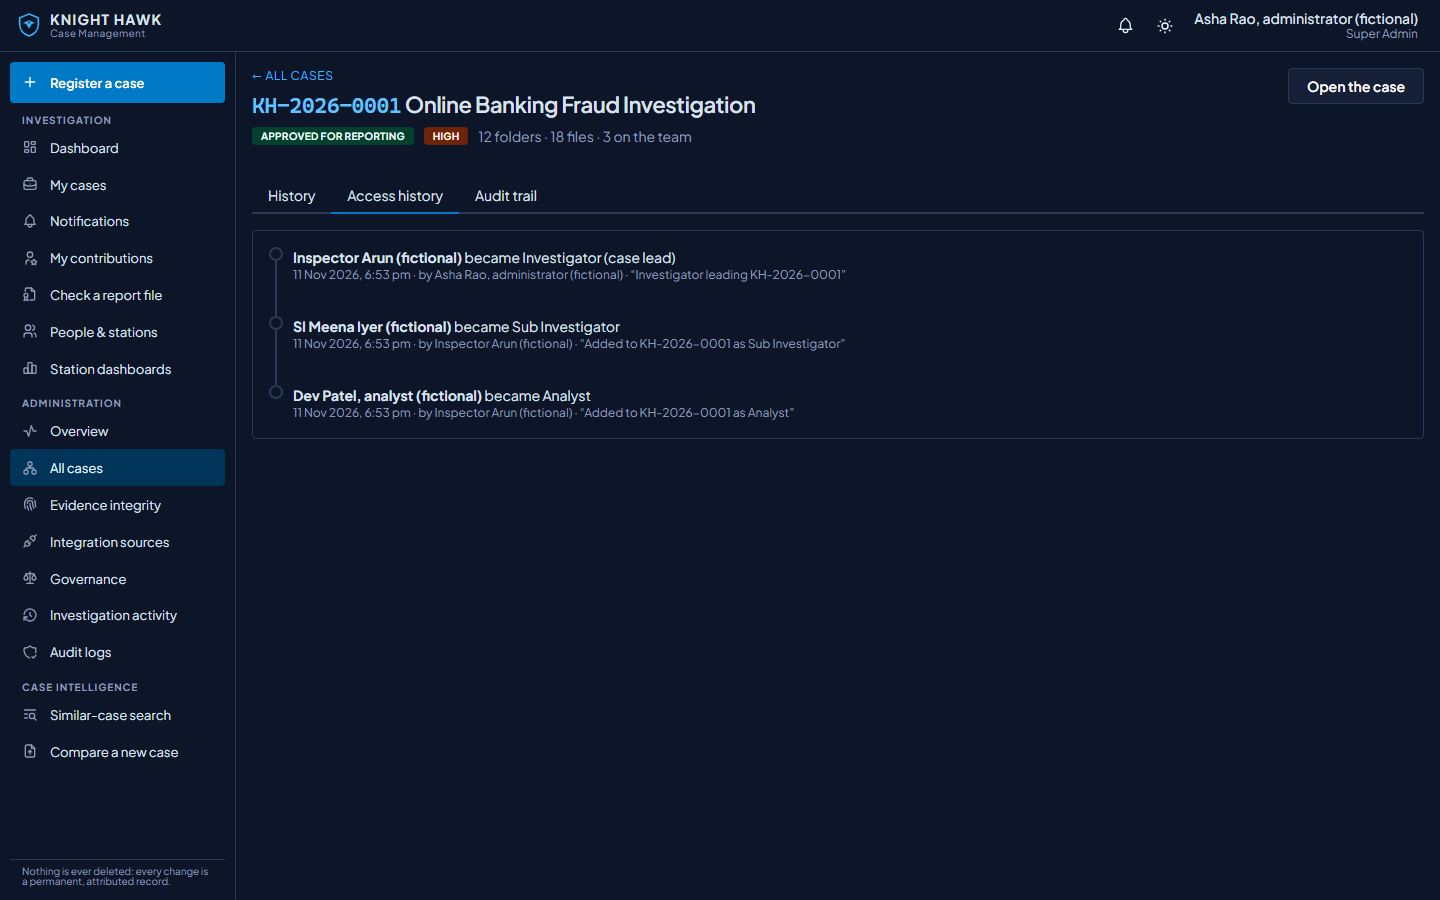 KNIGHT HAWK
Case Management
Asha Rao, administrator (fictional)
Super Admin
Register a case
INVESTIGATION
Dashboard
My cases
Notifications
My contributions
Check a report file
People & stations
Station dashboards
ADMINISTRATION
Overview
All cases
Evidence integrity
Integration sources
Governance
Investigation activity
Audit logs
CASE INTELLIGENCE
Similar-case search
Compare a new case
Nothing is ever deleted: every change is
a permanent, attributed record.
← ALL CASES
KH-2026-0001 Online Banking Fraud Investigation
APPROVED FOR REPORTING HIGH 12 folders · 18 files · 3 on the team
Open the case
History Access history Audit trail
Inspector Arun (fictional) became Investigator (case lead)
11 Nov 2026, 6:53 pm · by Asha Rao, administrator (fictional) · “Investigator leading KH-2026-0001”
SI Meena Iyer (fictional) became Sub Investigator
11 Nov 2026, 6:53 pm · by Inspector Arun (fictional) · “Added to KH-2026-0001 as Sub Investigator”
Dev Patel, analyst (fictional) became Analyst
11 Nov 2026, 6:53 pm · by Inspector Arun (fictional) · “Added to KH-2026-0001 as Analyst”